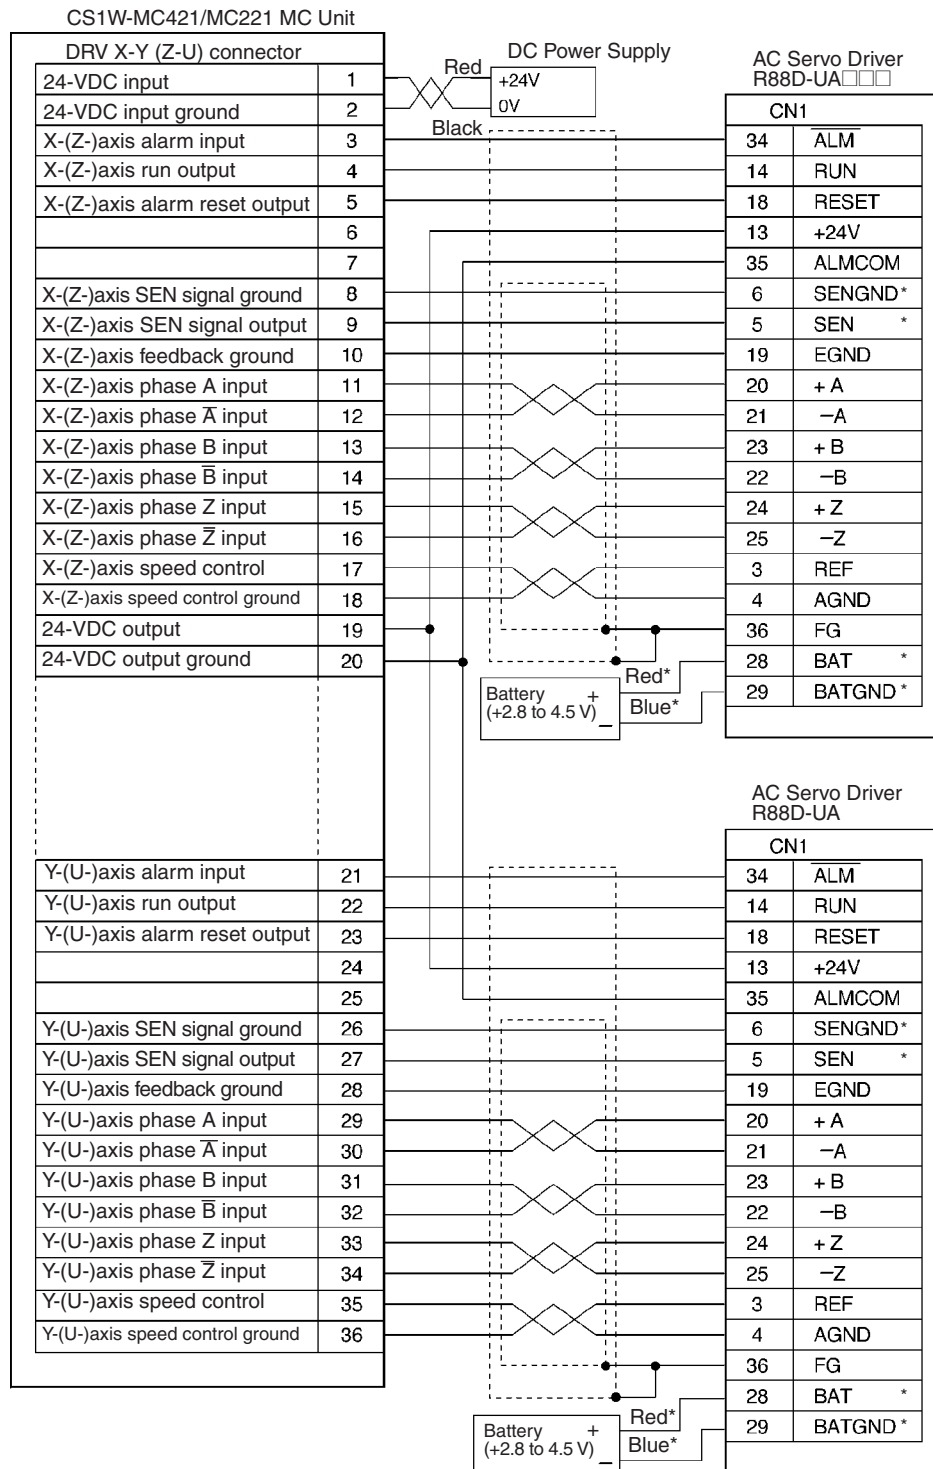 CS1W-MC421/MC221 MC Unit
DRV X-Y (Z-U) connector
DC Power Supply
AC Servo Driver
R88D-UA□□□
24-VDC input 1 Red +24V
24-VDC input ground 2 0V CN1
Black
X-(Z-)axis alarm input 3 34 A̅L̅M̅
X-(Z-)axis run output 4 14 RUN
X-(Z-)axis alarm reset output 5 18 RESET
6 13 +24V
7 35 ALMCOM
X-(Z-)axis SEN signal ground 8 6 SENGND*
X-(Z-)axis SEN signal output 9 5 SEN *
X-(Z-)axis feedback ground 10 19 EGND
X-(Z-)axis phase A input 11 20 +A
X-(Z-)axis phase A̅ input 12 21 −A
X-(Z-)axis phase B input 13 23 +B
X-(Z-)axis phase B̅ input 14 22 −B
X-(Z-)axis phase Z input 15 24 +Z
X-(Z-)axis phase Z̅ input 16 25 −Z
X-(Z-)axis speed control 17 3 REF
X-(Z-)axis speed control ground 18 4 AGND
24-VDC output 19 36 FG
24-VDC output ground 20 28 BAT *
Red*
Battery +
(+2.8 to 4.5 V) − Blue* 29 BATGND*
AC Servo Driver
R88D-UA
CN1
Y-(U-)axis alarm input 21 34 A̅L̅M̅
Y-(U-)axis run output 22 14 RUN
Y-(U-)axis alarm reset output 23 18 RESET
24 13 +24V
25 35 ALMCOM
Y-(U-)axis SEN signal ground 26 6 SENGND*
Y-(U-)axis SEN signal output 27 5 SEN *
Y-(U-)axis feedback ground 28 19 EGND
Y-(U-)axis phase A input 29 20 +A
Y-(U-)axis phase A̅ input 30 21 −A
Y-(U-)axis phase B input 31 23 +B
Y-(U-)axis phase B̅ input 32 22 −B
Y-(U-)axis phase Z input 33 24 +Z
Y-(U-)axis phase Z̅ input 34 25 −Z
Y-(U-)axis speed control 35 3 REF
Y-(U-)axis speed control ground 36 4 AGND
36 FG
28 BAT *
Red*
Battery +
(+2.8 to 4.5 V) − Blue* 29 BATGND*